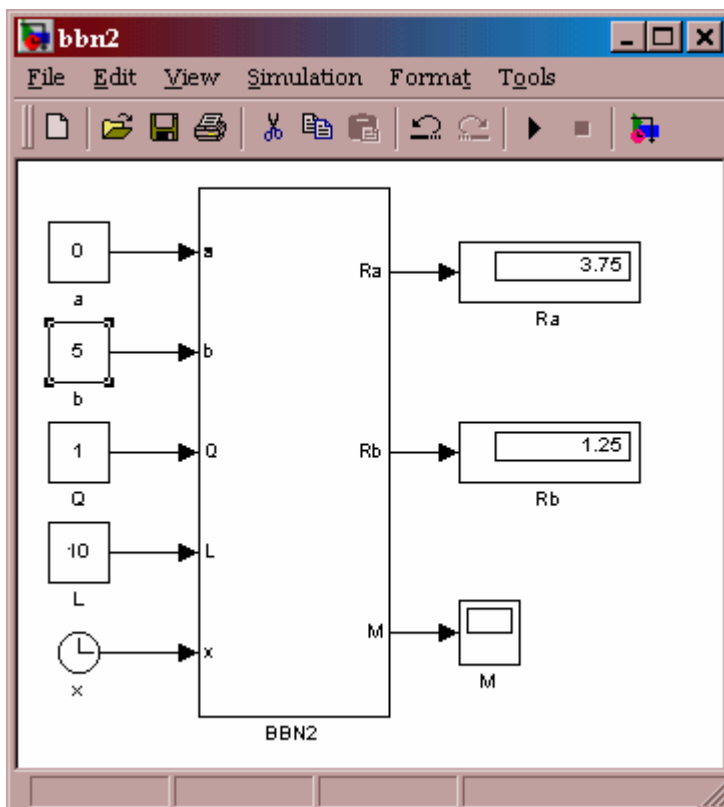 bbn2
File Edit View Simulation Format Tools
0
a
a
5
b
b
1
Q
Q
10
L
L
x
x
Ra
3.75
Ra
Rb
1.25
Rb
M
M
BBN2